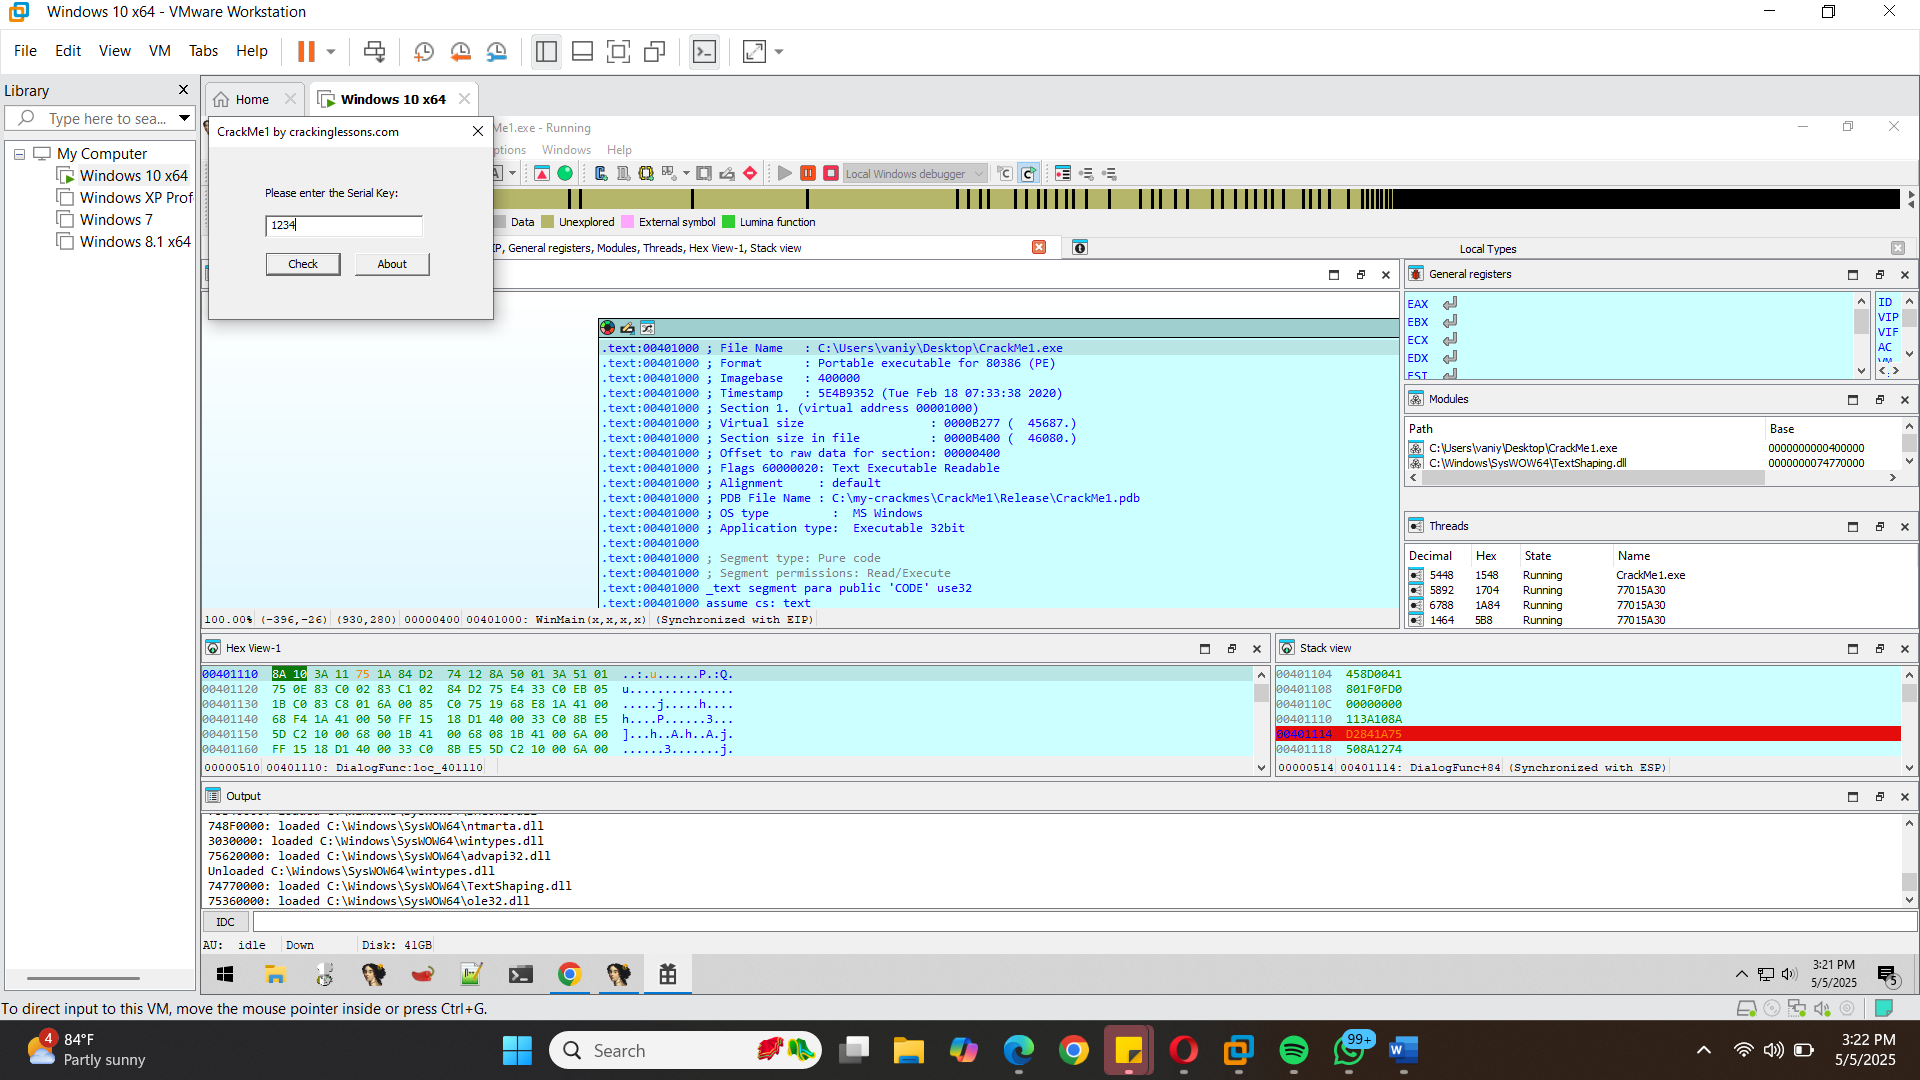 Windows 10 x64 - VMware Workstation
File Edit View VM Tabs Help
Library
Type here to sea...
My Computer
Windows 10 x64
Windows XP Prof
Windows 7
Windows 8.1 x64
Home
Windows 10 x64
CrackMe1 by crackinglessons.com
Please enter the Serial Key:
1234
Check About
Me1.exe - Running
ptions Windows Help
Local Windows debugger
Data Unexplored External symbol Lumina function
IP, General registers, Modules, Threads, Hex View-1, Stack view
Local Types
.text:00401000 ; File Name : C:\Users\vaniy\Desktop\CrackMe1.exe
.text:00401000 ; Format : Portable executable for 80386 (PE)
.text:00401000 ; Imagebase : 400000
.text:00401000 ; Timestamp : 5E4B9352 (Tue Feb 18 07:33:38 2020)
.text:00401000 ; Section 1. (virtual address 00001000)
.text:00401000 ; Virtual size : 0000B277 ( 45687.)
.text:00401000 ; Section size in file : 0000B400 ( 46080.)
.text:00401000 ; Offset to raw data for section: 00000400
.text:00401000 ; Flags 60000020: Text Executable Readable
.text:00401000 ; Alignment : default
.text:00401000 ; PDB File Name : C:\my-crackmes\CrackMe1\Release\CrackMe1.pdb
.text:00401000 ; OS type : MS Windows
.text:00401000 ; Application type: Executable 32bit
.text:00401000
.text:00401000 ; Segment type: Pure code
.text:00401000 ; Segment permissions: Read/Execute
.text:00401000 _text segment para public 'CODE' use32
.text:00401000 assume cs:_text
100.00% (-396,-26) (930,280) 00000400 00401000: WinMain(x,x,x,x) (Synchronized with EIP)
General registers
EAX
EBX
ECX
EDX
ESI
ID
VIP
VIF
AC
VM
Modules
Path Base
C:\Users\vaniy\Desktop\CrackMe1.exe 0000000000400000
C:\Windows\SysWOW64\TextShaping.dll 0000000074770000
Threads
Decimal Hex State Name
5448 1548 Running CrackMe1.exe
5892 1704 Running 77015A30
6788 1A84 Running 77015A30
1464 5B8 Running 77015A30
Hex View-1
00401110 8A 10 3A 11 75 1A 84 D2 74 12 8A 50 01 3A 51 01 ..:.u......P.:Q.
00401120 75 0E 83 C0 02 83 C1 02 84 D2 75 E4 33 C0 EB 05 u...............
00401130 1B C0 83 C8 01 6A 00 85 C0 75 19 68 E8 1A 41 00 .....j.....h....
00401140 68 F4 1A 41 00 50 FF 15 18 D1 40 00 33 C0 8B E5 h....P......3...
00401150 5D C2 10 00 68 00 1B 41 00 68 08 1B 41 00 6A 00 ]...h..A.h..A.j.
00401160 FF 15 18 D1 40 00 33 C0 8B E5 5D C2 10 00 6A 00 ......3.......j.
00000510 00401110: DialogFunc:loc_401110
Stack view
00401104 458D0041
00401108 801F0FD0
0040110C 00000000
00401110 113A108A
00401114 D2841A75
00401118 508A1274
00000514 00401114: DialogFunc+84 (Synchronized with ESP)
Output
748F0000: loaded C:\Windows\SysWOW64\ntmarta.dll
3030000: loaded C:\Windows\SysWOW64\wintypes.dll
75620000: loaded C:\Windows\SysWOW64\advapi32.dll
Unloaded C:\Windows\SysWOW64\wintypes.dll
74770000: loaded C:\Windows\SysWOW64\TextShaping.dll
75360000: loaded C:\Windows\SysWOW64\ole32.dll
IDC
AU: idle Down Disk: 41GB
3:21 PM
5/5/2025
5
To direct input to this VM, move the mouse pointer inside or press Ctrl+G.
4
84°F
Partly sunny
Search
99+
3:22 PM
5/5/2025